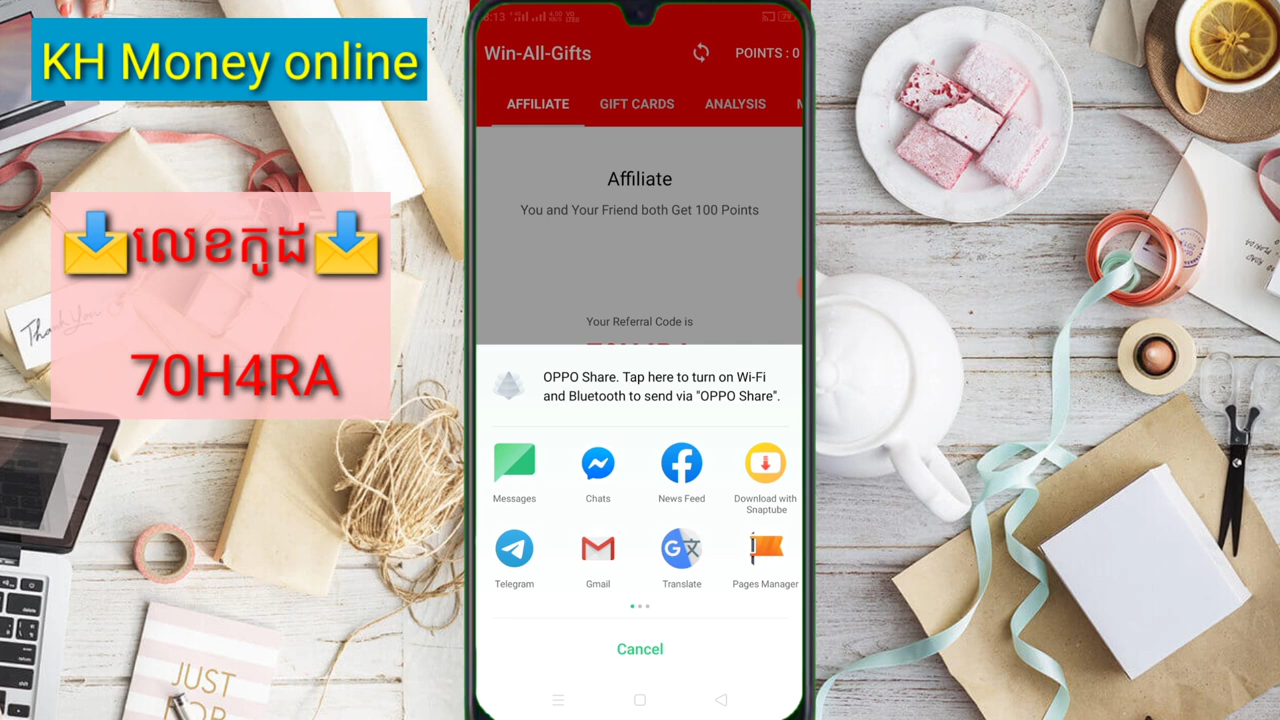 KH Money online
លេខកូដ
70H4RA
Win-All-Gifts
POINTS : 0
AFFILIATE
GIFT CARDS
ANALYSIS
Affiliate
You and Your Friend both Get 100 Points
Your Referral Code is
OPPO Share. Tap here to turn on Wi-Fi
and Bluetooth to send via "OPPO Share".
Messages
Chats
News Feed
Download with
Snaptube
Telegram
Gmail
Translate
Pages Manager
Cancel
Thank You
JUST